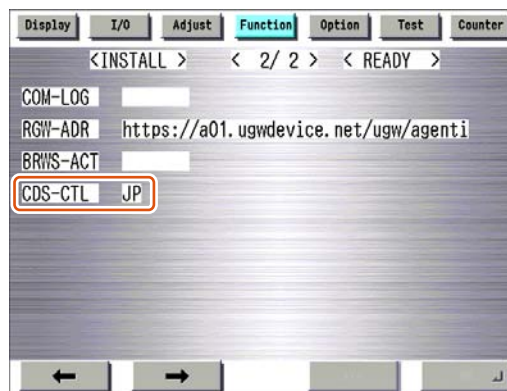 Display I/O Adjust Function Option Test Counter
<INSTALL > < 2/ 2 > < READY >
COM-LOG
RGW-ADR https://a01.ugwdevice.net/ugw/agenti
BRWS-ACT
CDS-CTL JP